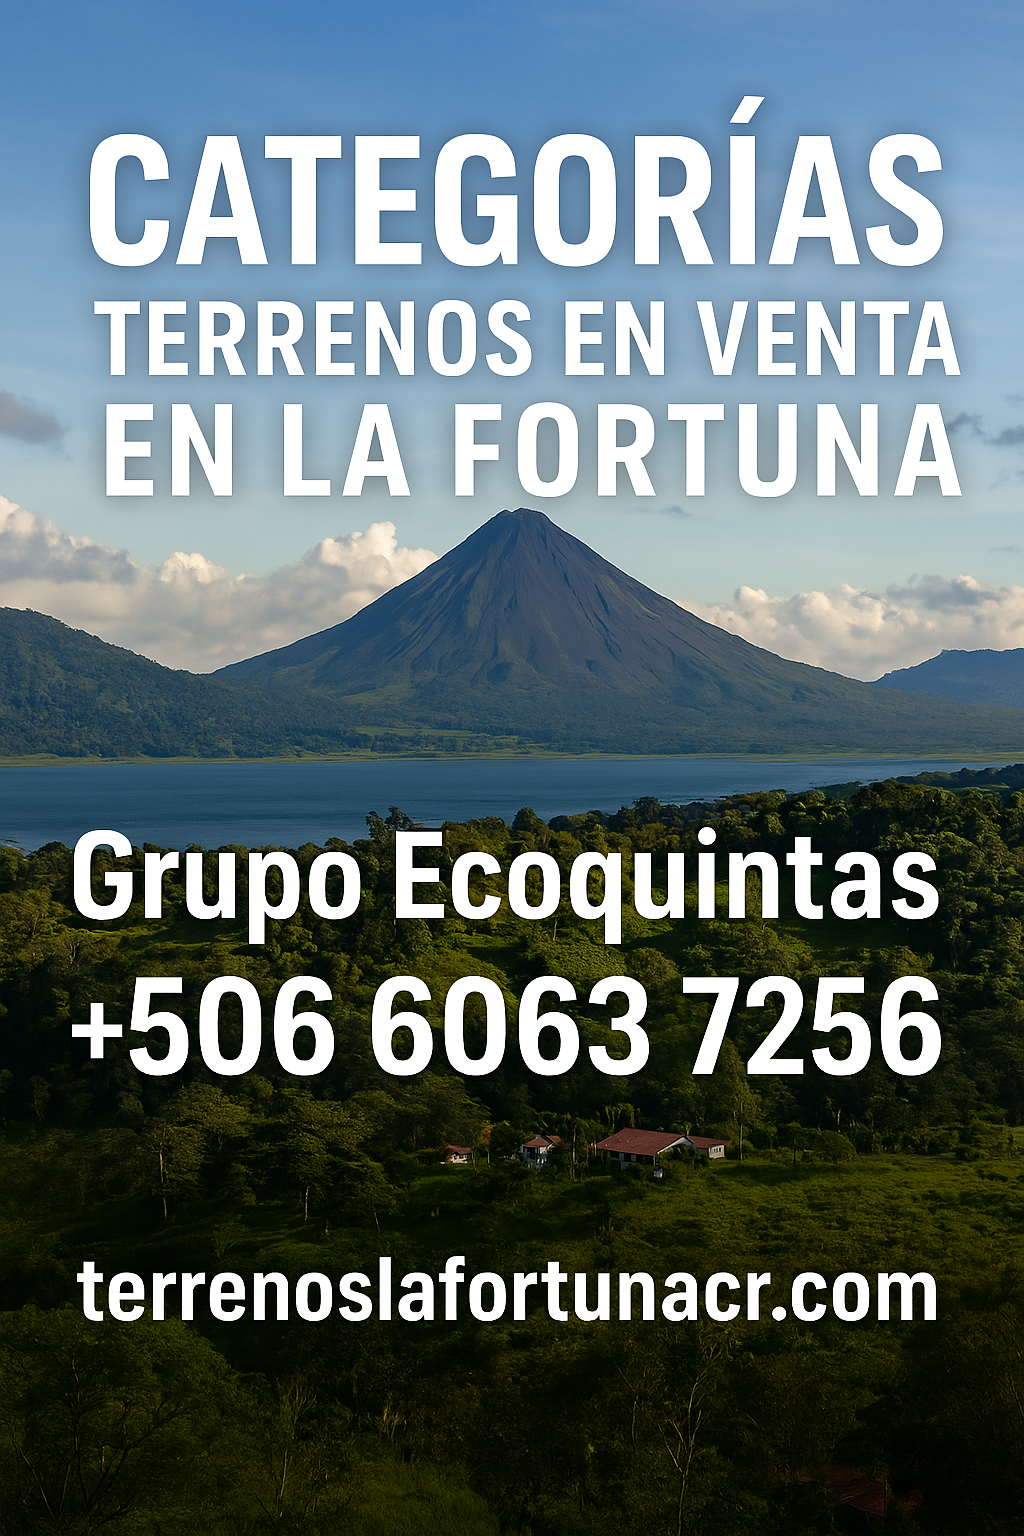 CATEGORÍAS
TERRENOS EN VENTA
EN LA FORTUNA
Grupo Ecoquintas
+506 6063 7256
terrenoslafortunacr.com